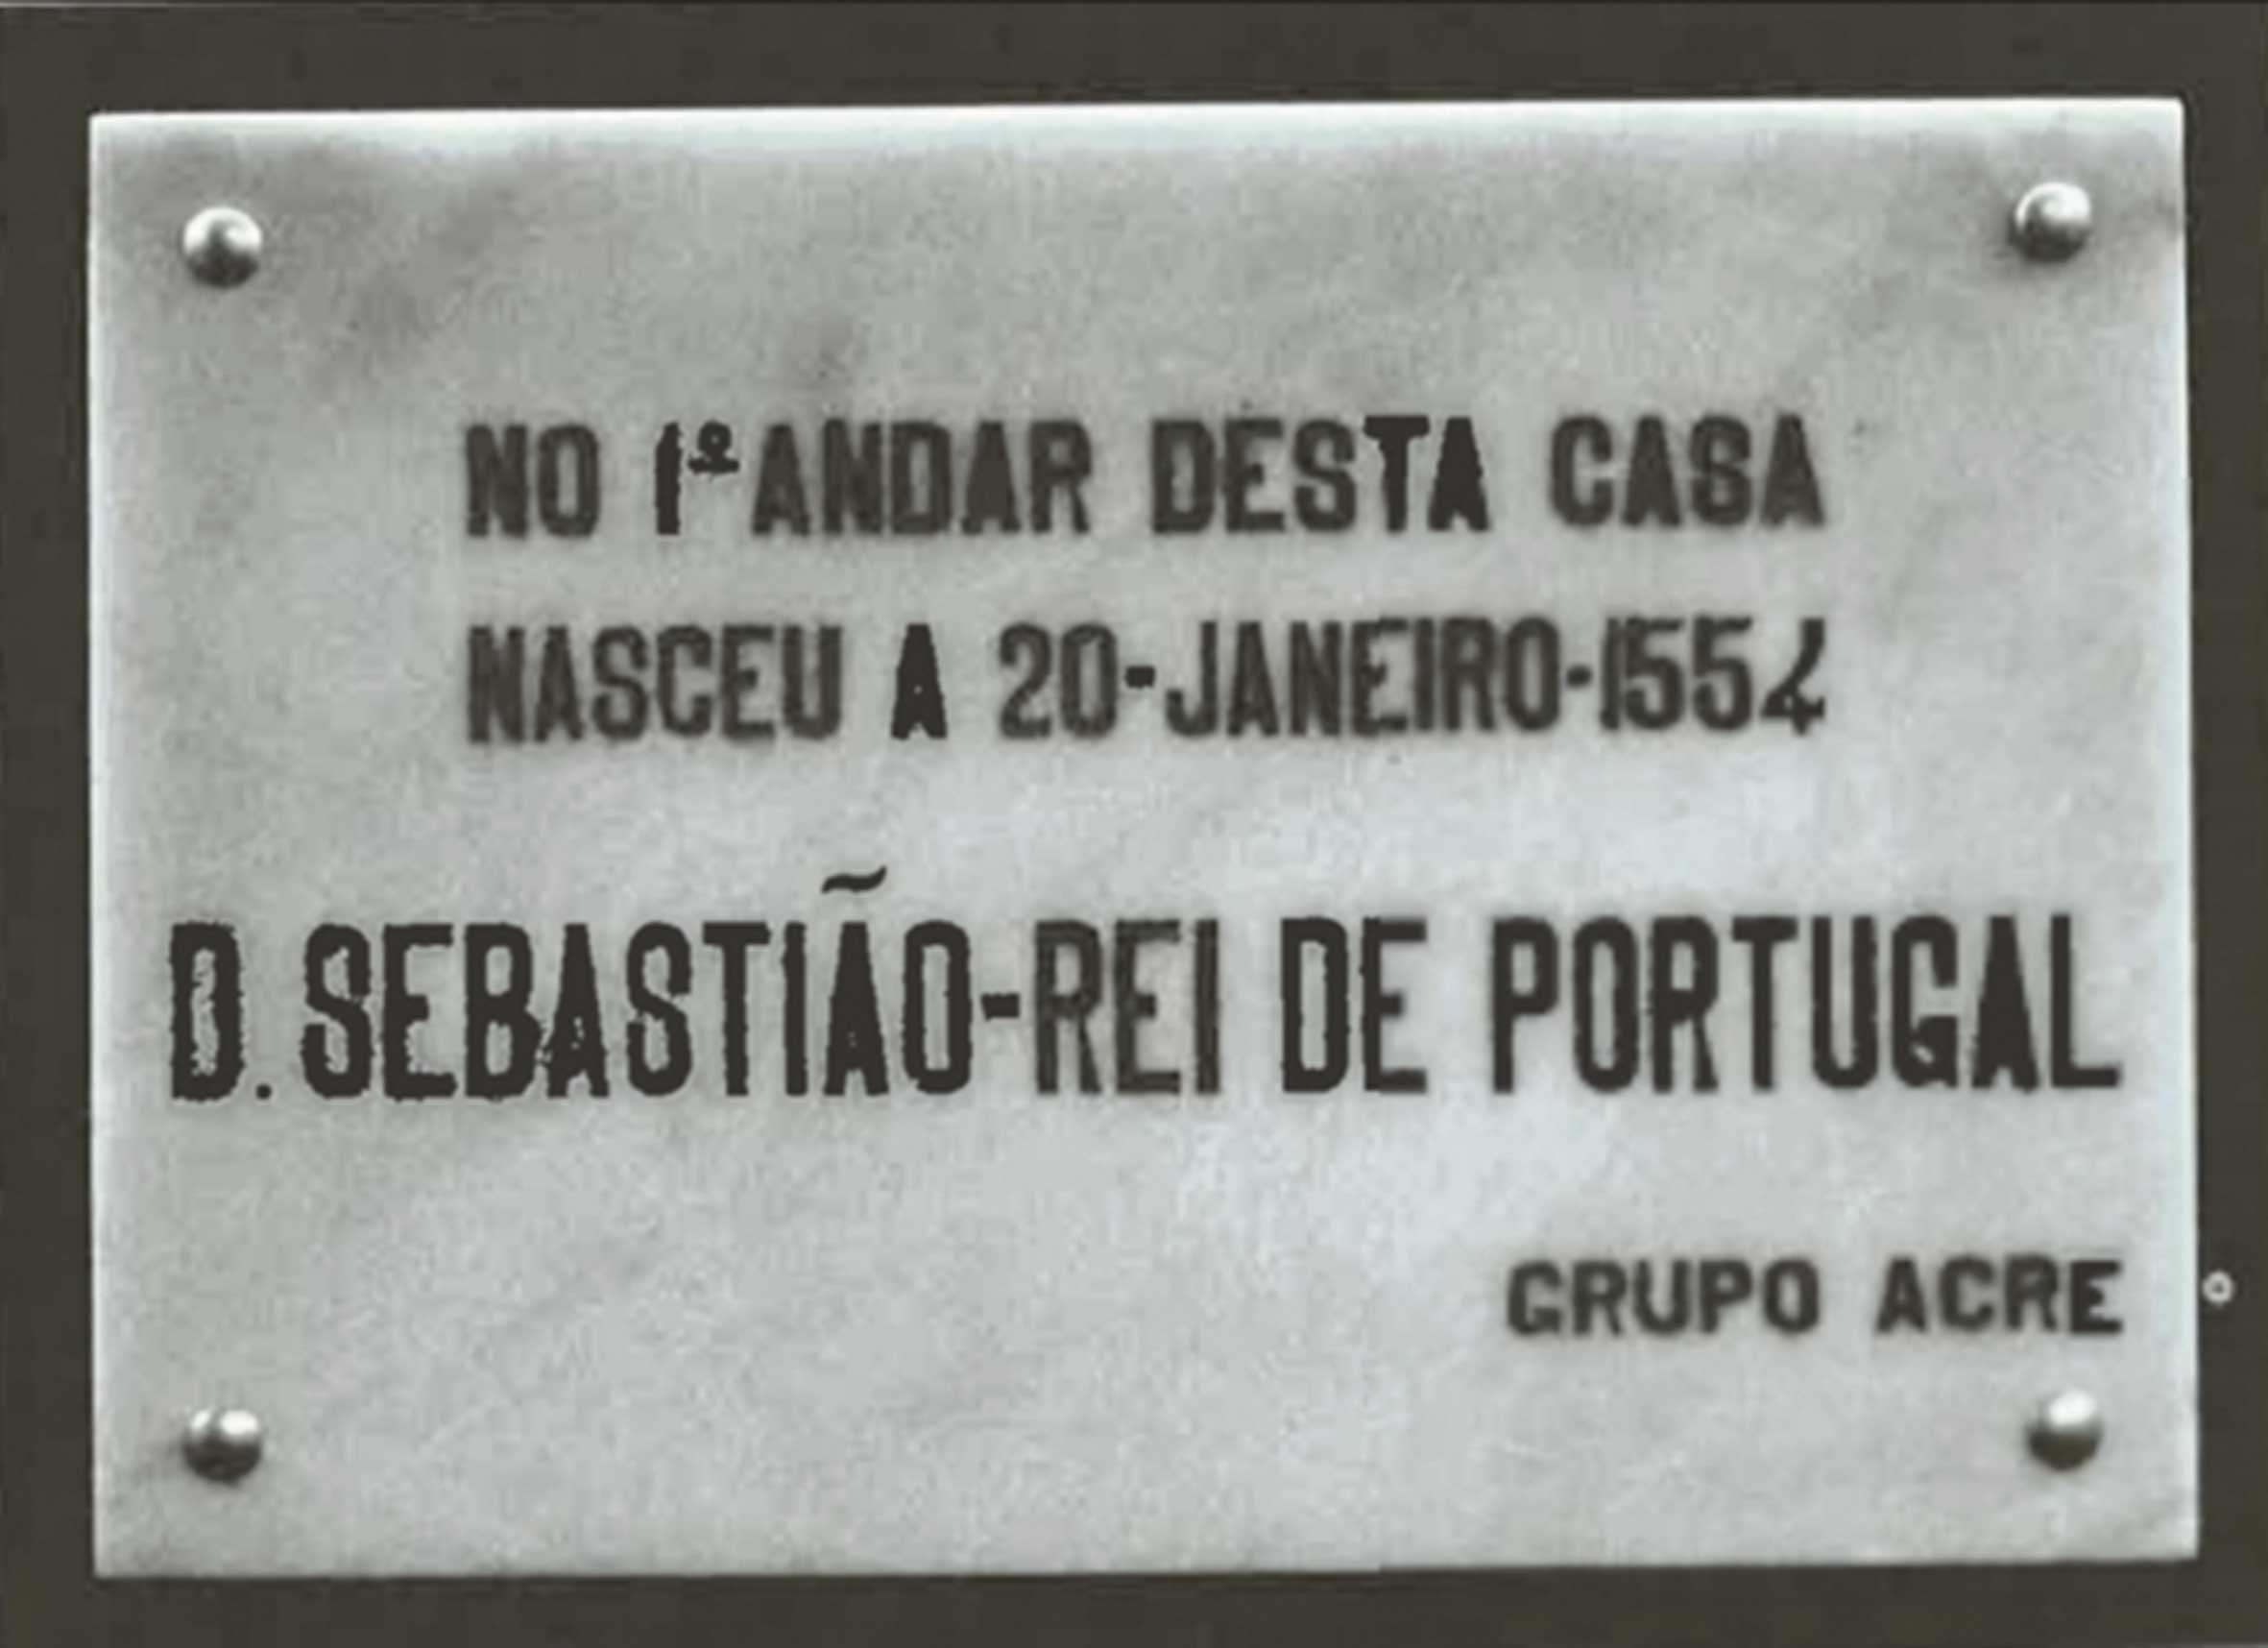 NO 1º ANDAR DESTA CASA
NASCEU A 20-JANEIRO-1554
D. SEBASTIÃO-REI DE PORTUGAL
GRUPO ACRE